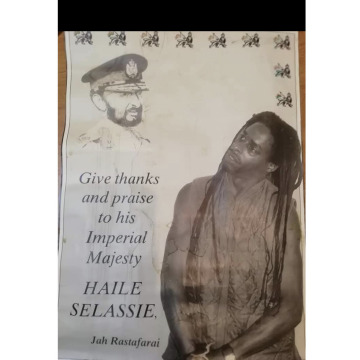 Give thanks
and praise
to his
Imperial
Majesty
HAILE
SELASSIE,
Jah Rastafarai